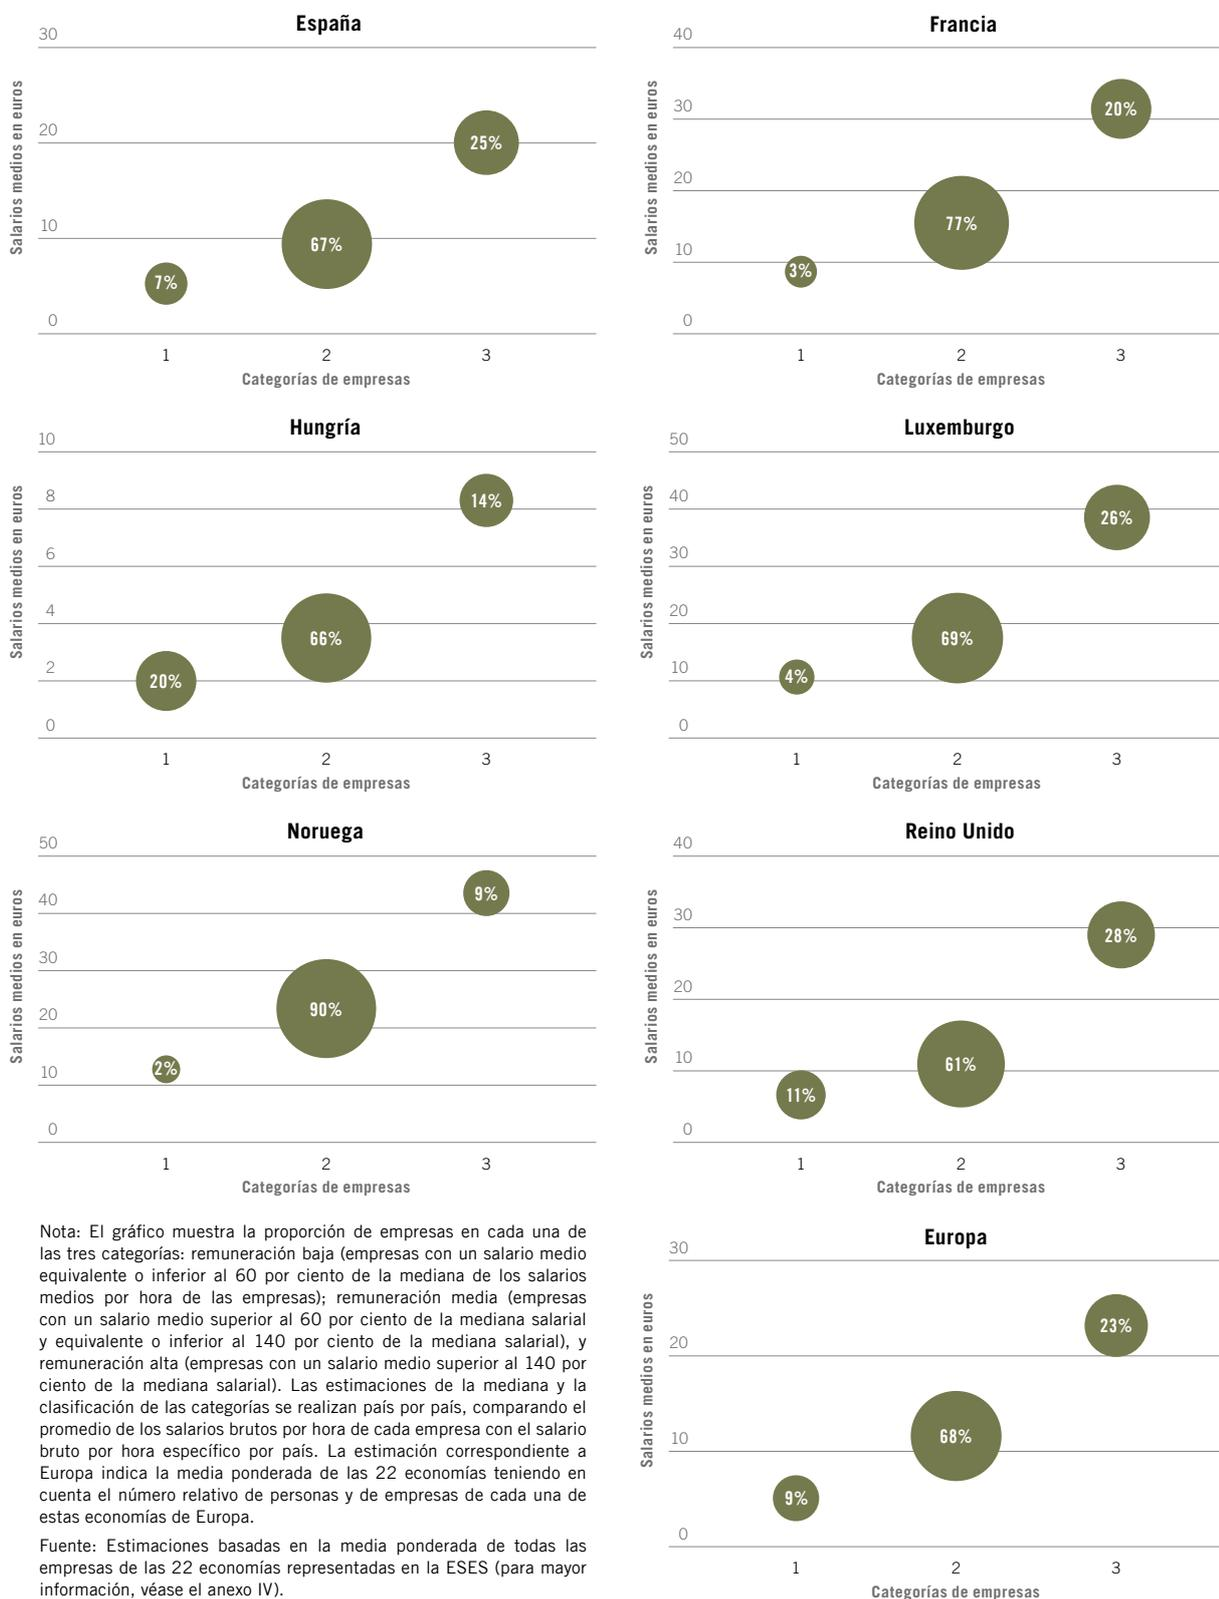 España
Salarios medios en euros
30
20
10
0
7%
67%
25%
1
2
3
Categorías de empresas
Francia
Salarios medios en euros
40
30
20
10
0
3%
77%
20%
1
2
3
Categorías de empresas
Hungría
Salarios medios en euros
10
8
6
4
2
0
20%
66%
14%
1
2
3
Categorías de empresas
Luxemburgo
Salarios medios en euros
50
40
30
20
10
0
4%
69%
26%
1
2
3
Categorías de empresas
Noruega
Salarios medios en euros
50
40
30
20
10
0
2%
90%
9%
1
2
3
Categorías de empresas
Reino Unido
Salarios medios en euros
40
30
20
10
0
11%
61%
28%
1
2
3
Categorías de empresas
Nota: El gráfico muestra la proporción de empresas en cada una de
las tres categorías: remuneración baja (empresas con un salario medio
equivalente o inferior al 60 por ciento de la mediana de los salarios
medios por hora de las empresas); remuneración media (empresas
con un salario medio superior al 60 por ciento de la mediana salarial
y equivalente o inferior al 140 por ciento de la mediana salarial), y
remuneración alta (empresas con un salario medio superior al 140 por
ciento de la mediana salarial). Las estimaciones de la mediana y la
clasificación de las categorías se realizan país por país, comparando el
promedio de los salarios brutos por hora de cada empresa con el salario
bruto por hora específico por país. La estimación correspondiente a
Europa indica la media ponderada de las 22 economías teniendo en
cuenta el número relativo de personas y de empresas de cada una de
estas economías de Europa.
Fuente: Estimaciones basadas en la media ponderada de todas las
empresas de las 22 economías representadas en la ESES (para mayor
información, véase el anexo IV).
Europa
Salarios medios en euros
30
20
10
0
9%
68%
23%
1
2
3
Categorías de empresas